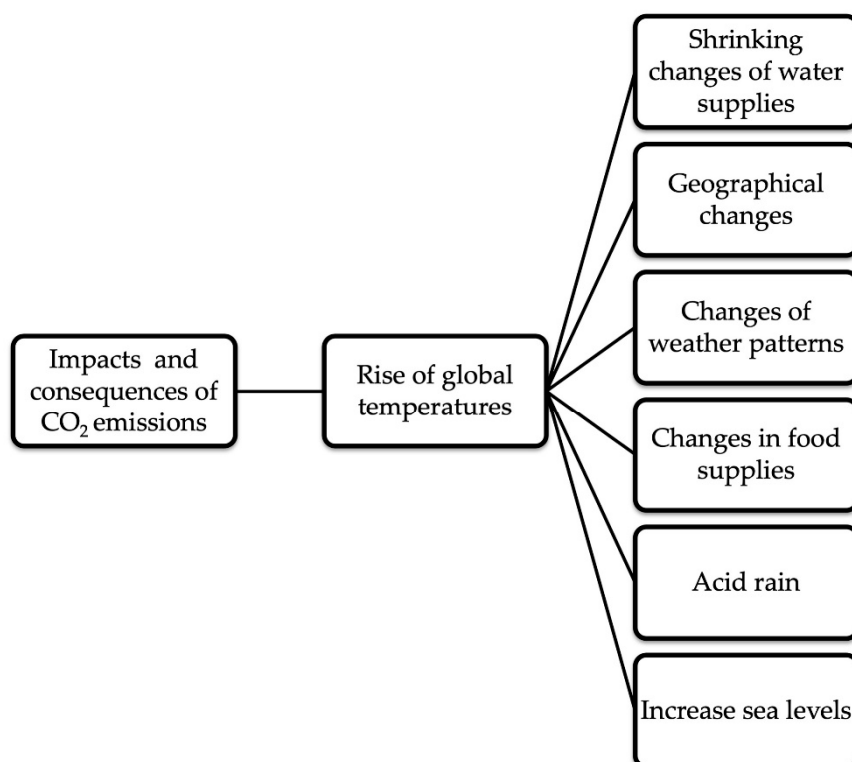 Impacts and
consequences of
CO₂ emissions
Rise of global
temperatures
Shrinking
changes of water
supplies
Geographical
changes
Changes of
weather patterns
Changes in food
supplies
Acid rain
Increase sea levels